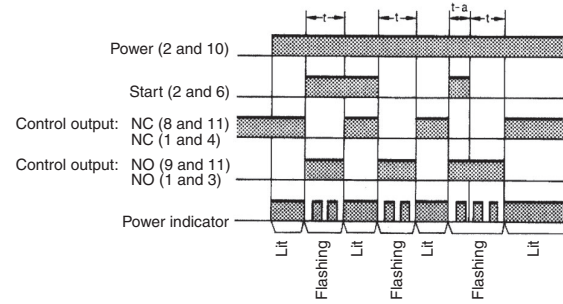 t
t
t-a
t
Power (2 and 10)
Start (2 and 6)
Control output: NC (8 and 11)
NC (1 and 4)
Control output: NO (9 and 11)
NO (1 and 3)
Power indicator
Lit
Flashing
Lit
Flashing
Lit
Flashing
Lit